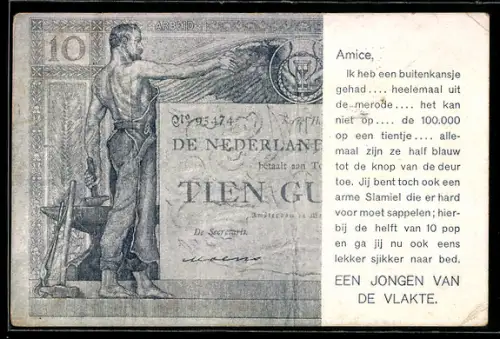 ARBEID
10
№ 03474
DE NEDERLAND
betaalt aan To
TIEN GU
Amsterdam
De Secretaris.
Amice,
Ik heb een buitenkansje
gehad.... heelemaal uit
de merode.... het kan
niet op.... de 100.000
op een tientje.... alle-
maal zijn ze half blauw
tot de knop van de deur
toe. Jij bent toch ook een
arme Slamiel die er hard
voor moet sappelen; hier-
bij de helft van 10 pop
en ga jij nu ook eens
lekker sjikker naar bed.
EEN JONGEN VAN
DE VLAKTE.